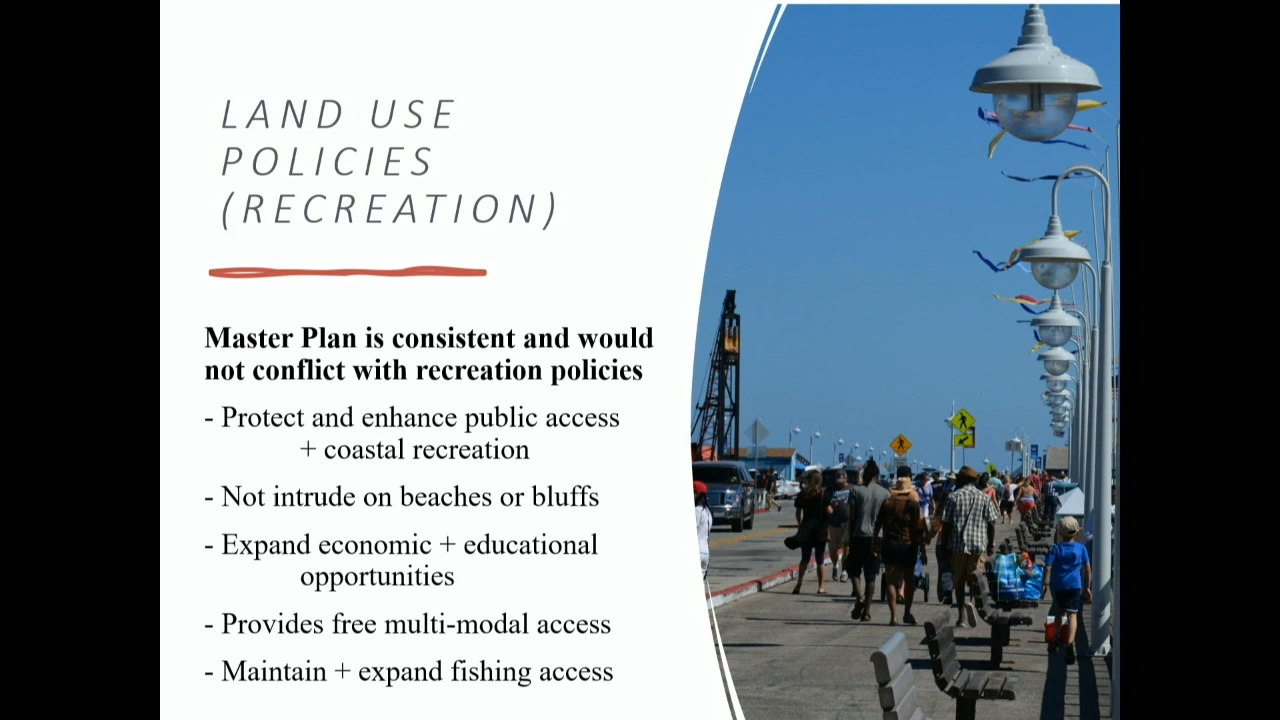 LAND USE
POLICIES
(RECREATION)
Master Plan is consistent and would
not conflict with recreation policies
- Protect and enhance public access
+ coastal recreation
- Not intrude on beaches or bluffs
- Expand economic + educational
opportunities
- Provides free multi-modal access
- Maintain + expand fishing access